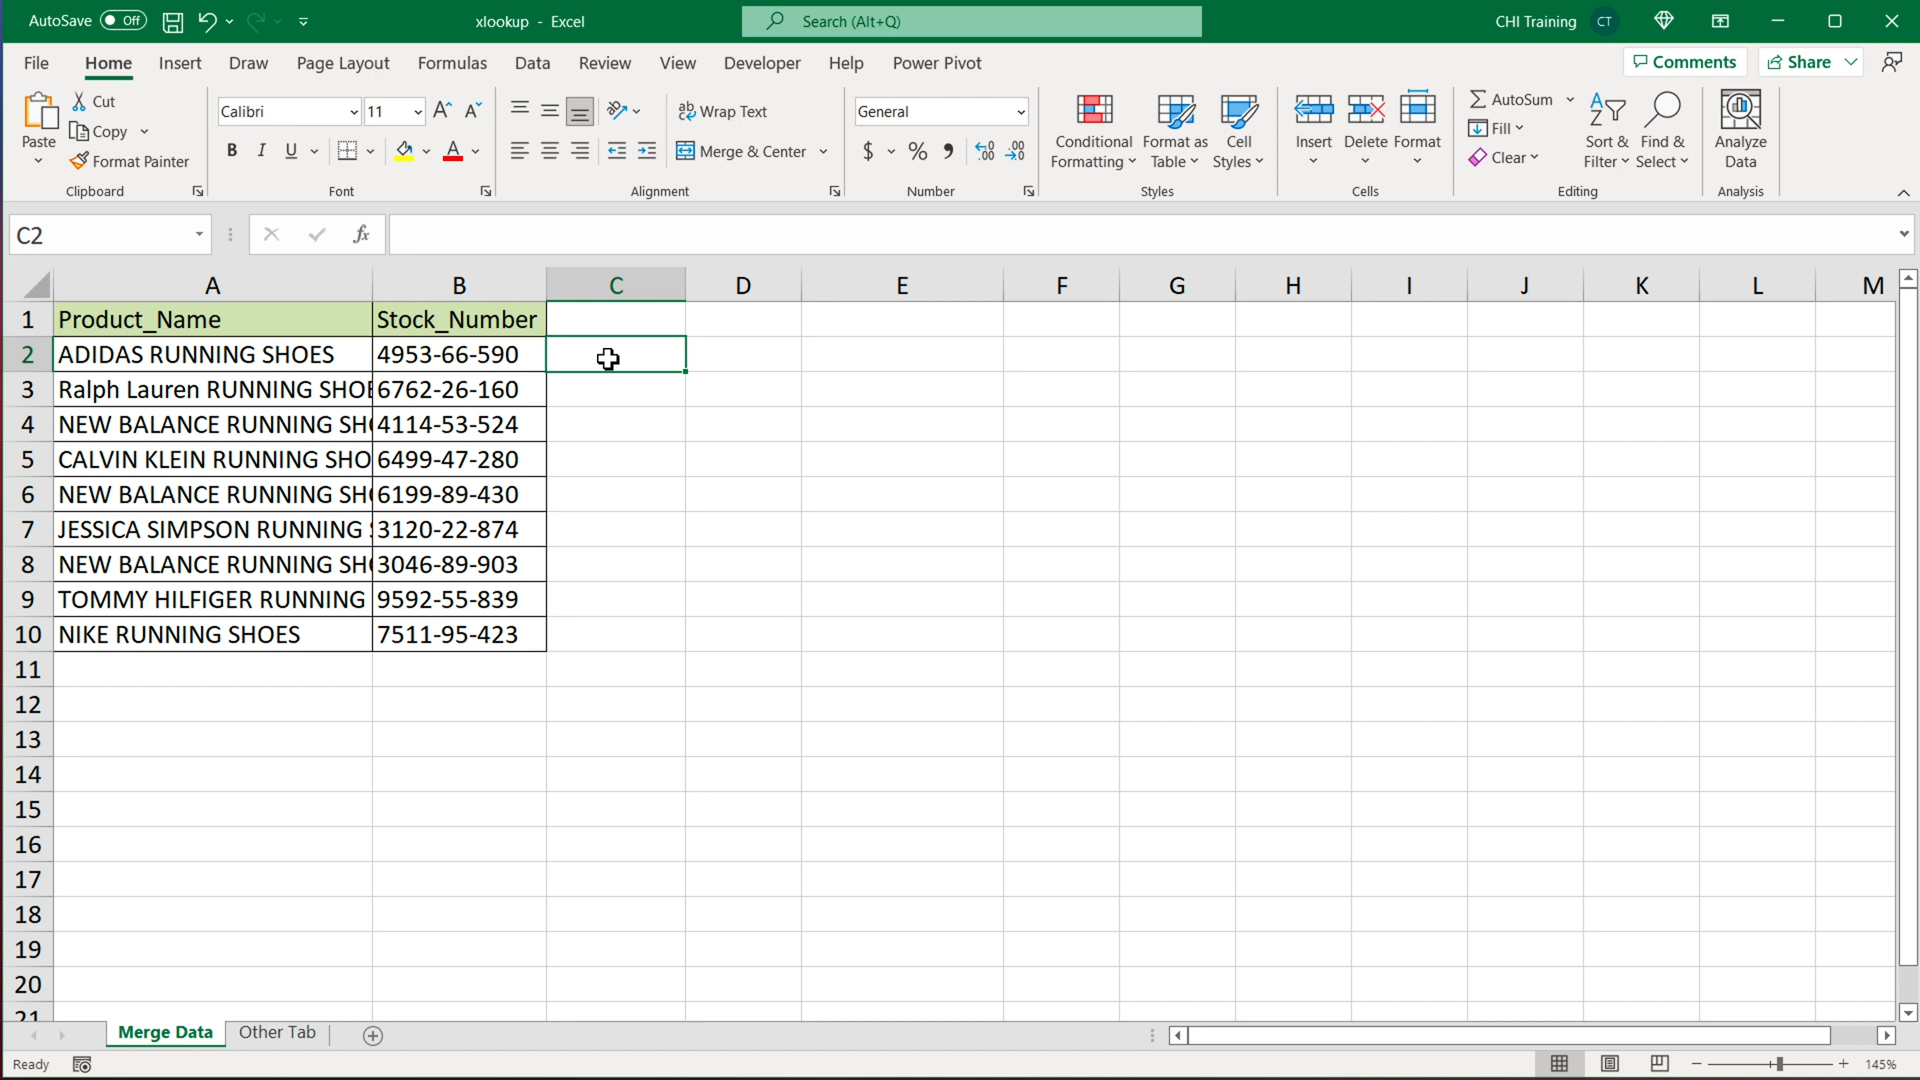 AutoSave Off xlookup - Excel Search (Alt+Q) CHI Training CT
File Home Insert Draw Page Layout Formulas Data Review View Developer Help Power Pivot Comments Share
Paste Cut Copy Format Painter Clipboard
Calibri 11 B I U A Font
ab Wrap Text Merge & Center Alignment
General $ % Number
Conditional Formatting Format as Table Cell Styles Styles
Insert Delete Format Cells
AutoSum Fill Clear Sort & Filter Find & Select Editing
Analyze Data Analysis
C2 fx
A B C D E F G H I J K L M
1 Product_Name Stock_Number
2 ADIDAS RUNNING SHOES 4953-66-590
3 Ralph Lauren RUNNING SHOE 6762-26-160
4 NEW BALANCE RUNNING SH 4114-53-524
5 CALVIN KLEIN RUNNING SHO 6499-47-280
6 NEW BALANCE RUNNING SH 6199-89-430
7 JESSICA SIMPSON RUNNING 3120-22-874
8 NEW BALANCE RUNNING SH 3046-89-903
9 TOMMY HILFIGER RUNNING 9592-55-839
10 NIKE RUNNING SHOES 7511-95-423
11
12
13
14
15
16
17
18
19
20
21
Merge Data Other Tab
Ready 145%